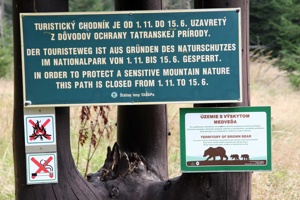 TURISTICKÝ CHODNÍK JE OD 1. 11. DO 15. 6. UZAVRETÝ
Z DÔVODOV OCHRANY TATRANSKEJ PRÍRODY.
DER TOURISTEWEG IST AUS GRÜNDEN DES NATURSCHUTZES
IM NATIONALPARK VON 1.11. BIS 15.6. GESPERRT.
IN ORDER TO PROTECT A SENSITIVE MOUNTAIN NATURE
THIS PATH IS CLOSED FROM 1.11. TO 15.6.
ÚZEMIE S VÝSKYTOM
MEDVEĎA
TERRITORY OF BROWN BEAR